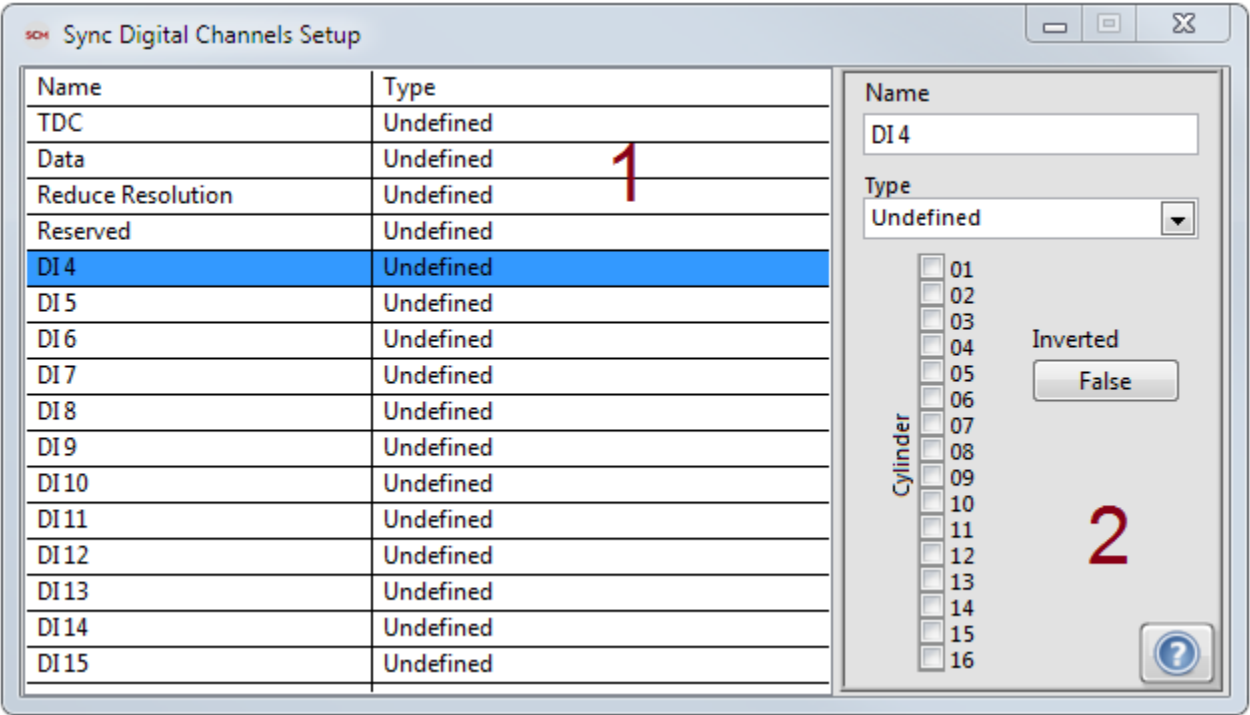 SCM Sync Digital Channels Setup
Name Type
TDC Undefined
Data Undefined
Reduce Resolution Undefined
Reserved Undefined
DI 4 Undefined
DI 5 Undefined
DI 6 Undefined
DI 7 Undefined
DI 8 Undefined
DI 9 Undefined
DI 10 Undefined
DI 11 Undefined
DI 12 Undefined
DI 13 Undefined
DI 14 Undefined
DI 15 Undefined
1
Name
DI 4
Type
Undefined
Cylinder
01
02
03
04
05
06
07
08
09
10
11
12
13
14
15
16
Inverted
False
2
?